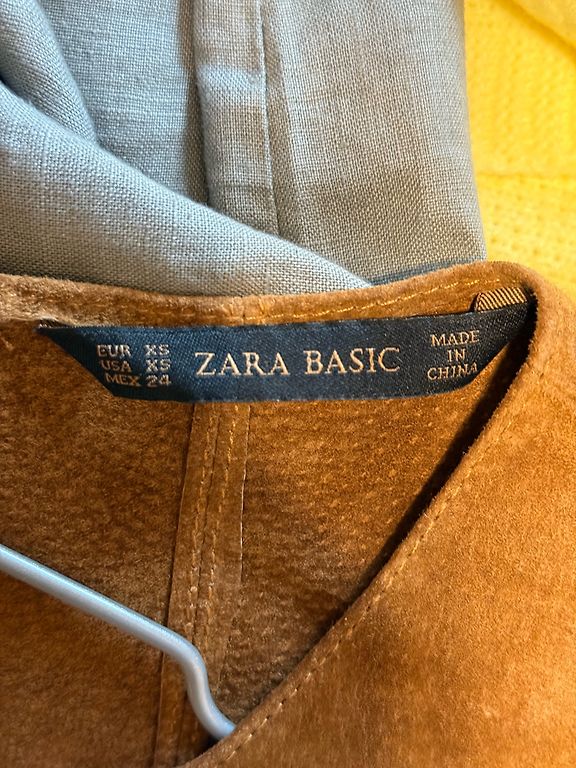 EUR XS
USA XS
MEX 24
ZARA BASIC
MADE
IN
CHINA